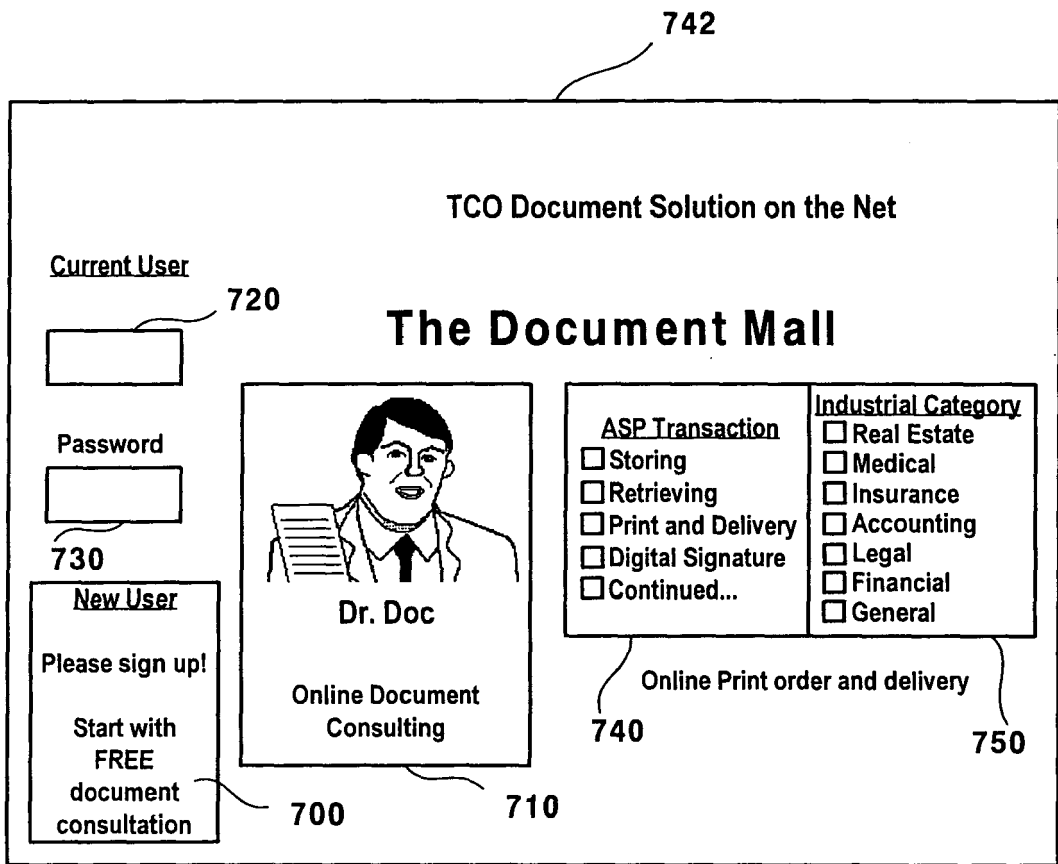 742
TCO Document Solution on the Net
Current User
720
The Document Mall
Password
730
New User
Please sign up!
Start with
FREE
document
consultation
700
Dr. Doc
Online Document
Consulting
710
ASP Transaction
Storing
Retrieving
Print and Delivery
Digital Signature
Continued...
740
Industrial Category
Real Estate
Medical
Insurance
Accounting
Legal
Financial
General
750
Online Print order and delivery